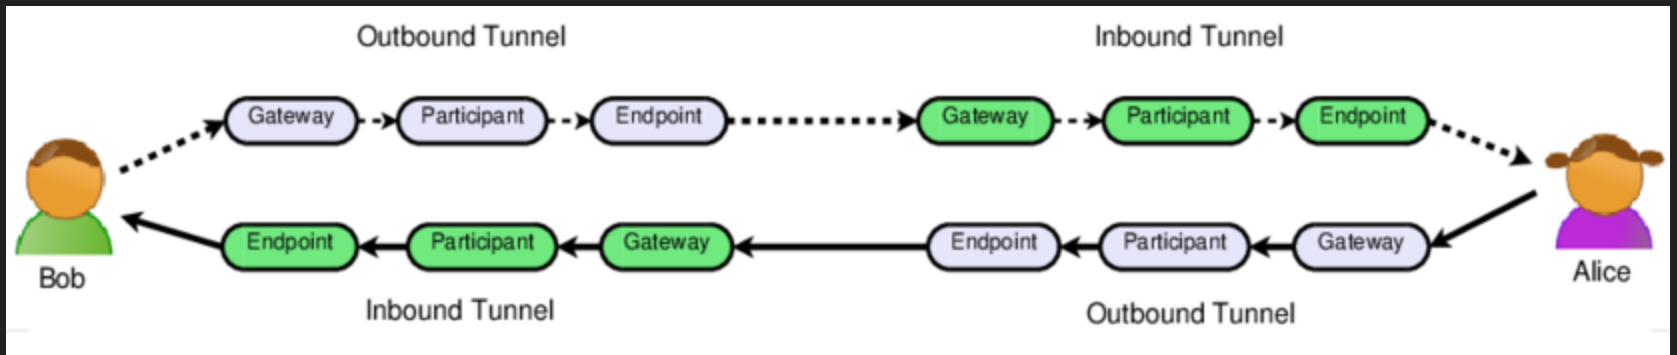 Outbound Tunnel Inbound Tunnel
Gateway Participant Endpoint Gateway Participant Endpoint
Endpoint Participant Gateway Endpoint Participant Gateway
Bob Alice
Inbound Tunnel Outbound Tunnel